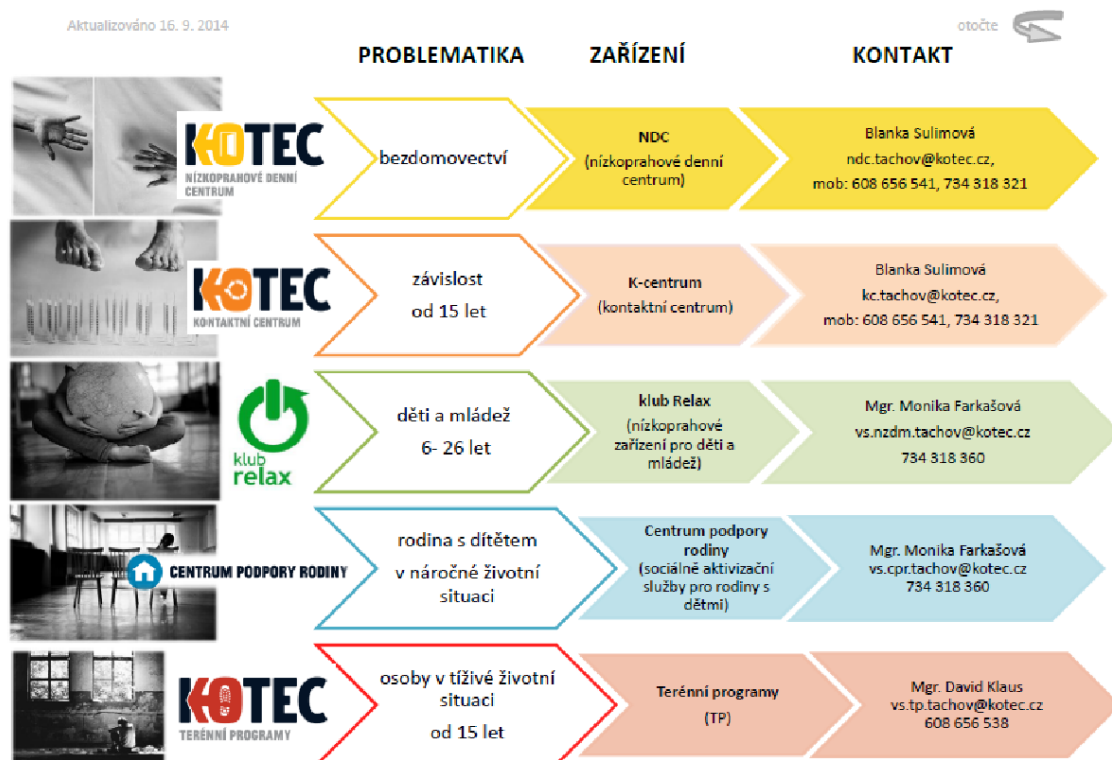 Aktualizováno 16. 9. 2014
otočte
PROBLEMATIKA
ZAŘÍZENÍ
KONTAKT
KOTEC
NÍZKOPRAHOVÉ DENNÍ
CENTRUM
bezdomovectví
NDC
(nízkoprahové denní
centrum)
Blanka Sulimová
ndc.tachov@kotec.cz,
mob: 608 656 541, 734 318 321
KOTEC
KONTAKTNÍ CENTRUM
závislost
od 15 let
K-centrum
(kontaktní centrum)
Blanka Sulimová
kc.tachov@kotec.cz,
mob: 608 656 541, 734 318 321
klub
relax
děti a mládež
6- 26 let
klub Relax
(nízkoprahové
zařízení pro děti a
mládež)
Mgr. Monika Farkašová
vs.nzdm.tachov@kotec.cz
734 318 360
CENTRUM PODPORY RODINY
rodina s dítětem
v náročné životní
situaci
Centrum podpory
rodiny
(sociálně aktivizační
služby pro rodiny s
dětmi)
Mgr. Monika Farkašová
vs.cpr.tachov@kotec.cz
734 318 360
KOTEC
TERÉNNÍ PROGRAMY
osoby v tíživé životní
situaci
od 15 let
Terénní programy
(TP)
Mgr. David Klaus
vs.tp.tachov@kotec.cz
608 656 538